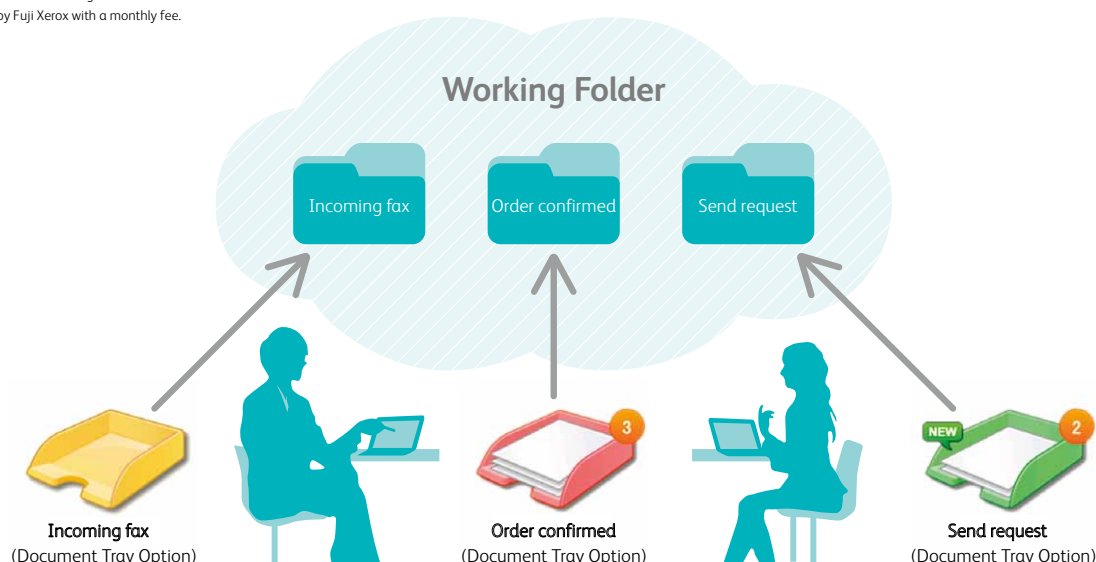 by Fuji Xerox with a monthly fee.
Working Folder
Incoming fax
Order confirmed
Send request
3
NEW
2
Incoming fax
(Document Tray Option)
Order confirmed
(Document Tray Option)
Send request
(Document Tray Option)